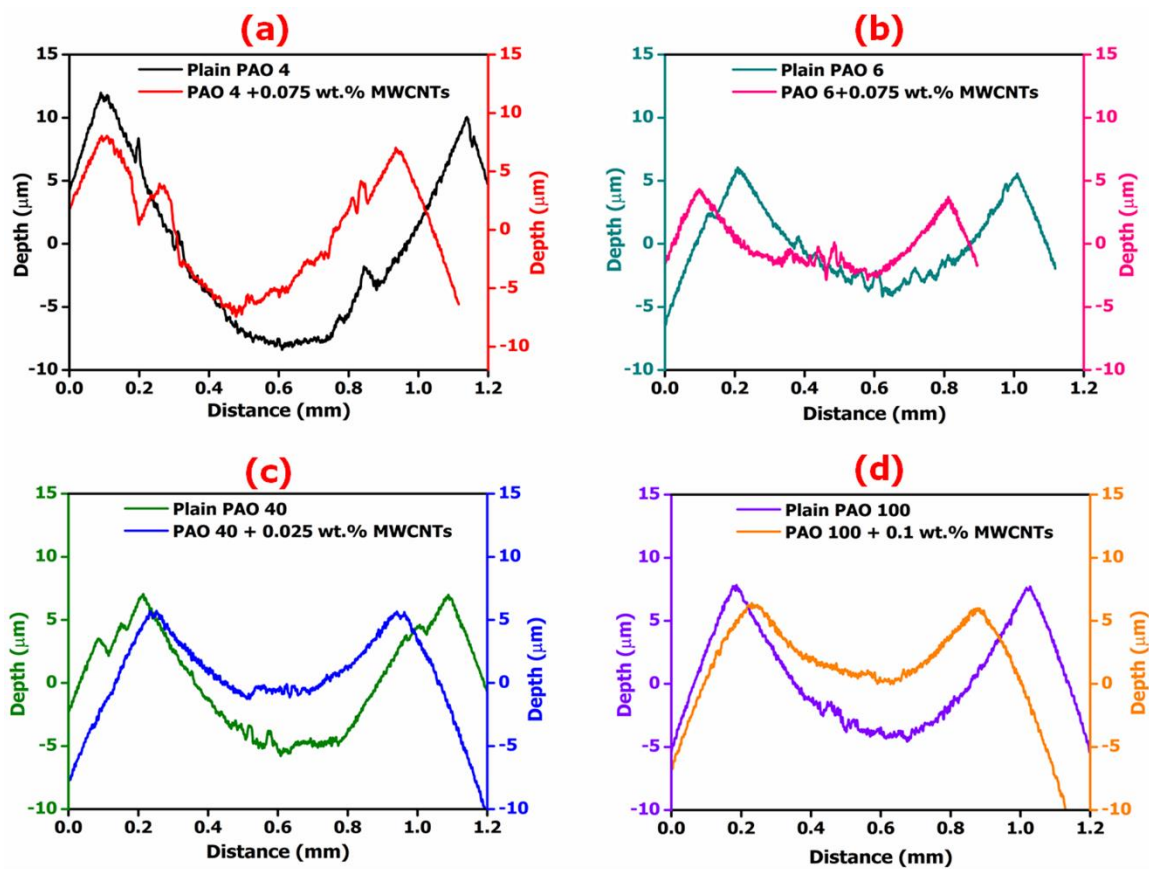 (a)
Plain PAO 4
PAO 4 +0.075 wt.% MWCNTs
15
10
5
0
-5
-10
Depth (μm)
15
10
5
0
-5
-10
Depth (μm)
0.0 0.2 0.4 0.6 0.8 1.0 1.2
Distance (mm)
(b)
Plain PAO 6
PAO 6+0.075 wt.% MWCNTs
15
10
5
0
-5
-10
Depth (μm)
15
10
5
0
-5
-10
Depth (μm)
0.0 0.2 0.4 0.6 0.8 1.0 1.2
Distance (mm)
(c)
Plain PAO 40
PAO 40 + 0.025 wt.% MWCNTs
15
10
5
0
-5
-10
Depth (μm)
15
10
5
0
-5
-10
Depth (μm)
0.0 0.2 0.4 0.6 0.8 1.0 1.2
Distance (mm)
(d)
Plain PAO 100
PAO 100 + 0.1 wt.% MWCNTs
15
10
5
0
-5
-10
Depth (μm)
15
10
5
0
-5
-10
Depth (μm)
0.0 0.2 0.4 0.6 0.8 1.0 1.2
Distance (mm)